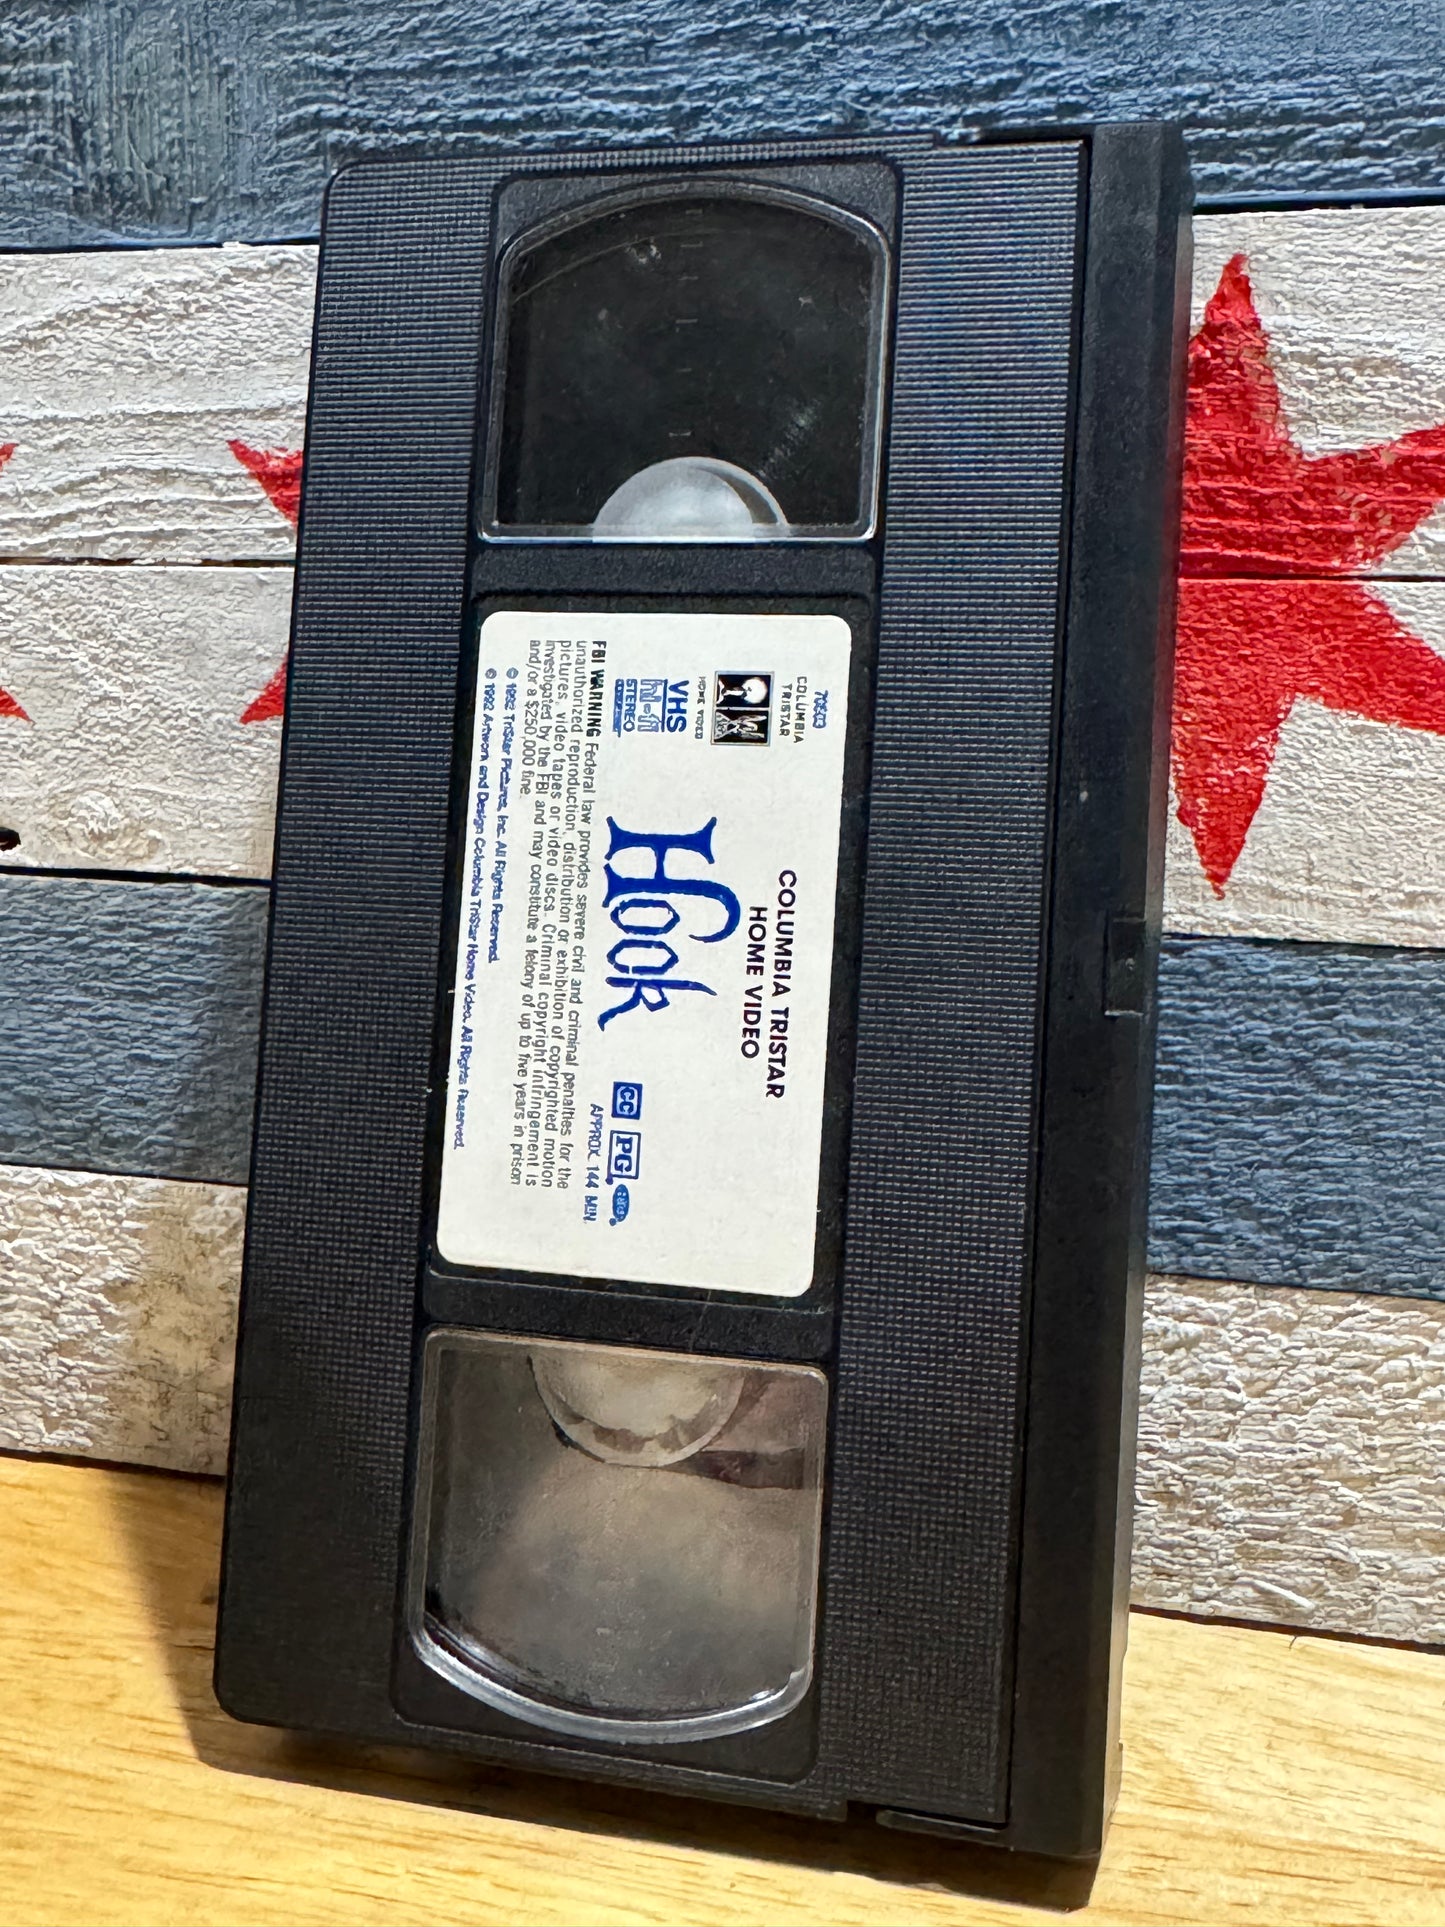 COLUMBIA TRISTAR
HOME VIDEO
COLUMBIA
TRISTAR
HOME VIDEO
Hook
VHS
hi-fi
STEREO
CC PG
APPROX. 144 MIN.
FBI WARNING Federal law provides severe civil and criminal penalties for the
unauthorized reproduction, distribution or exhibition of copyrighted motion
pictures, video tapes or video discs. Criminal copyright infringement is
investigated by the FBI and may constitute a felony of up to five years in prison
and/or a $250,000 fine.
© 1992 TriStar Pictures, Inc. All Rights Reserved.
© 1992 Artwork and Design Columbia TriStar Home Video. All Rights Reserved.